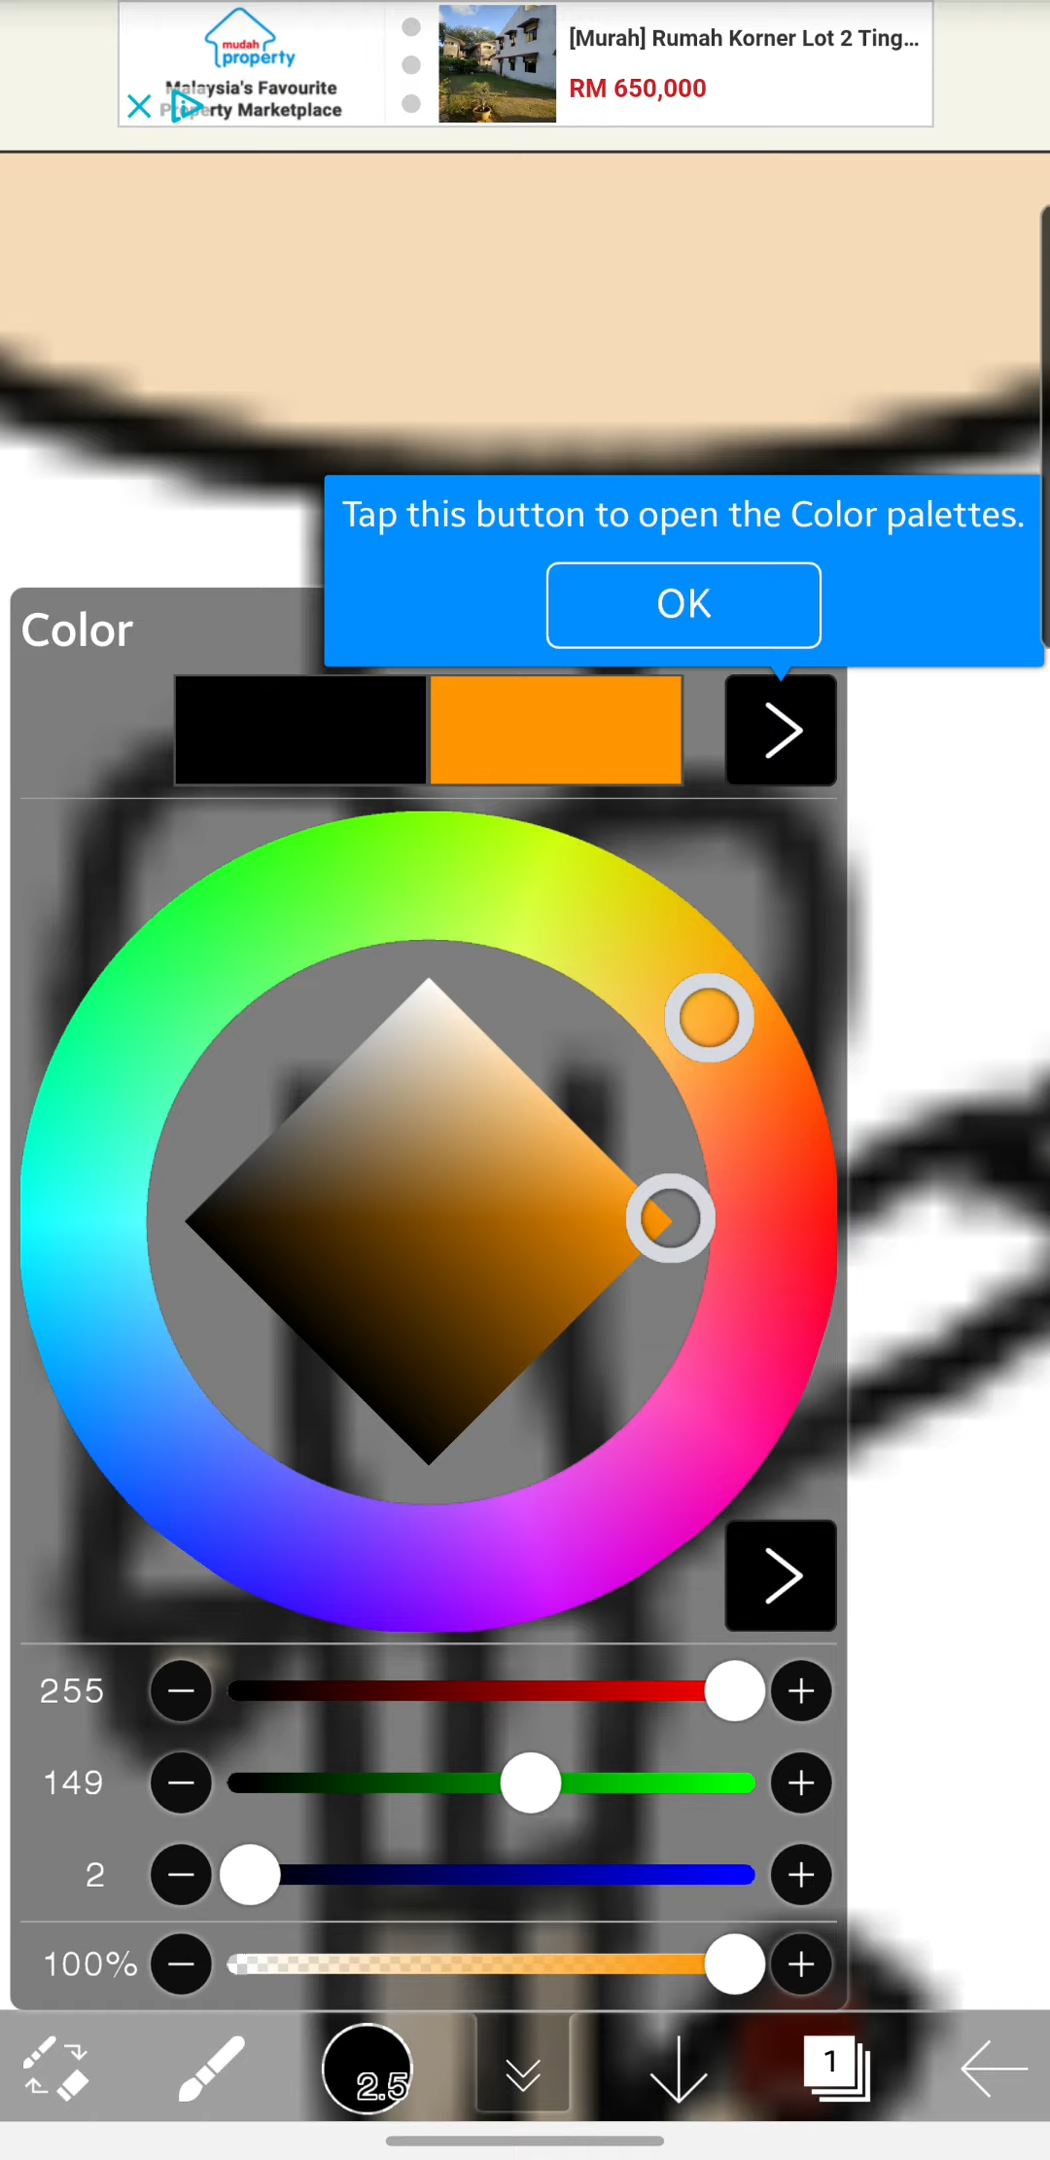 mudah
property
Malaysia's Favourite
Property Marketplace
[Murah] Rumah Korner Lot 2 Ting...
RM 650,000
Tap this button to open the Color palettes.
OK
Color
255
149
2
100%
2.5
1